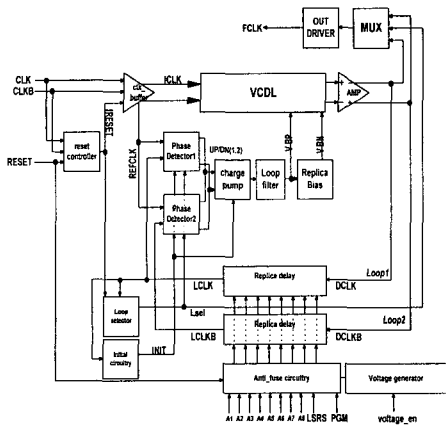 FCLK
OUT DRIVER
MUX
CLK
CLKB
clk buffer
ICLK
VCDL
AMP
IRESET
reset controller
RESET
REFCLK
Phase Detector1
UP/DN(1.2)
V-BP
V-BN
charge pump
Loop filter
Replica Bias
Phase Detector2
LCLK
Replica delay
DCLK
Loop1
Loop selector
Lsel
LCLKB
Replica delay
DCLKB
Loop2
Initial circuitry
INIT
Anti_fuse circuitry
Voltage generator
A1 A2 A3 A4 A5 A6 A7 A8 LSRS PGM
voltage_en